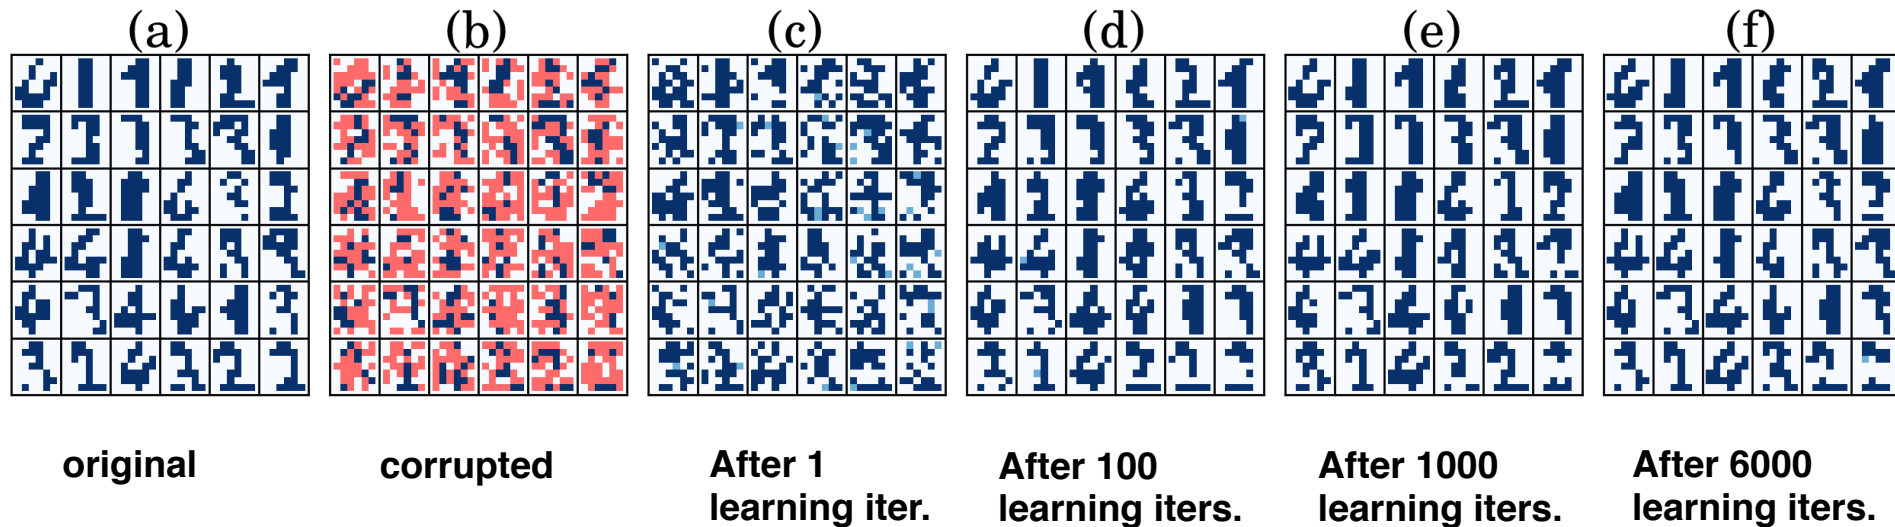 (a) (b) (c) (d) (e) (f)
original
corrupted
After 1
learning iter.
After 100
learning iters.
After 1000
learning iters.
After 6000
learning iters.